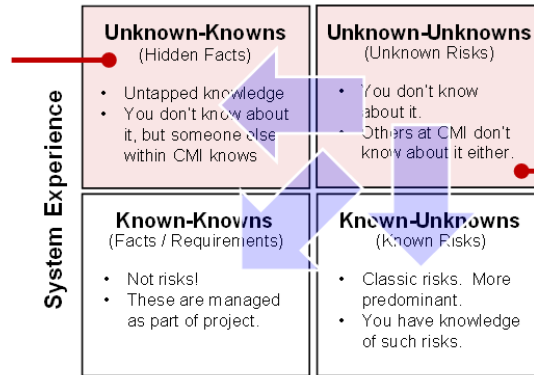 System Experience
Unknown-Knowns
(Hidden Facts)
• Untapped knowledge
• You don't know about
it, but someone else
within CMI knows
Unknown-Unknowns
(Unknown Risks)
• You don't know
about it.
• Others at CMI don't
know about it either.
Known-Knowns
(Facts / Requirements)
• Not risks!
• These are managed
as part of project.
Known-Unknowns
(Known Risks)
• Classic risks. More
predominant.
• You have knowledge
of such risks.